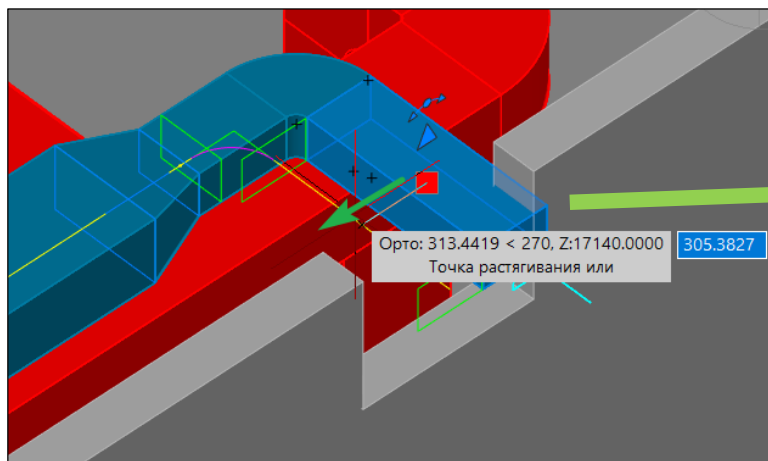 Орто: 313.4419 < 270, Z:17140.0000 305.3827
Точка растягивания или